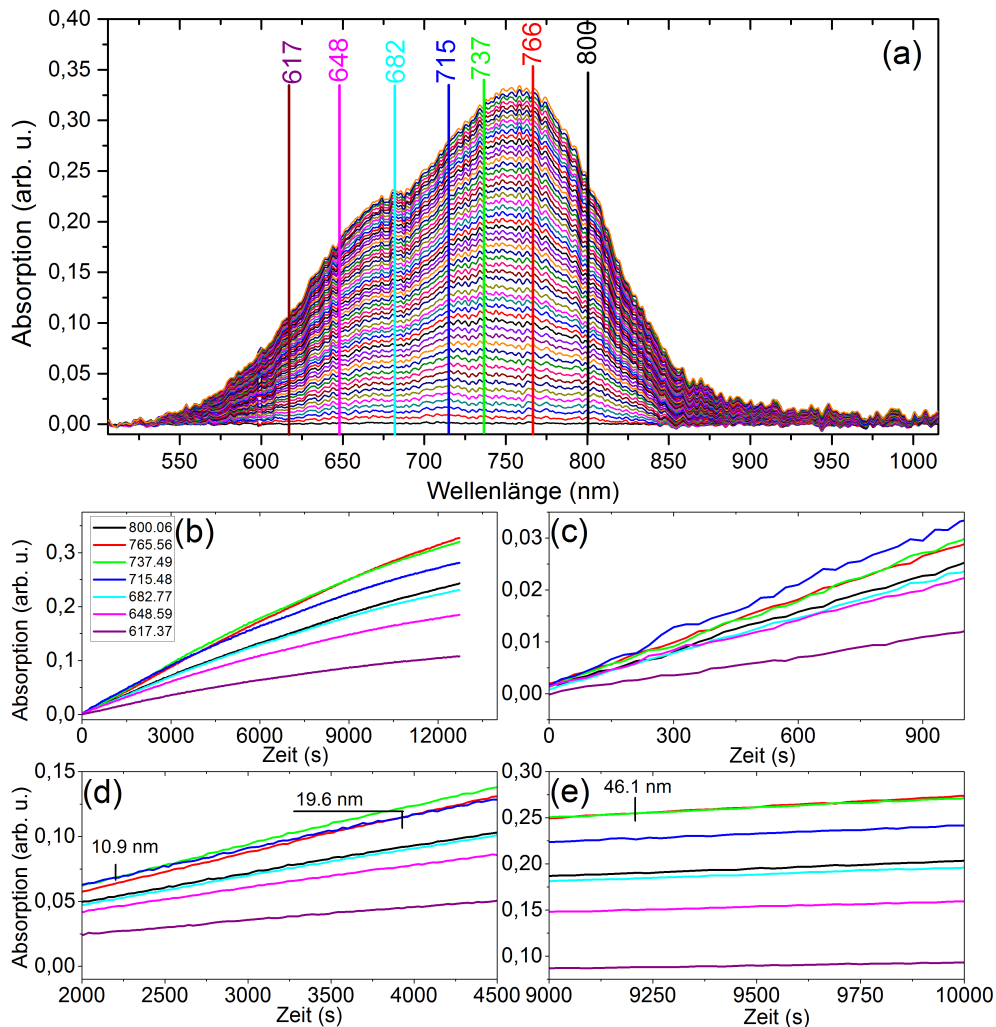 (a)
617
648
682
715
737
766
800
Absorption (arb. u.)
0,40
0,35
0,30
0,25
0,20
0,15
0,10
0,05
0,00
550 600 650 700 750 800 850 900 950 1000
Wellenlänge (nm)
(b)
800.06
765.56
737.49
715.48
682.77
648.59
617.37
Absorption (arb. u.)
0,3
0,2
0,1
0,0
0 3000 6000 9000 12000
Zeit (s)
(c)
0,03
0,02
0,01
0,00
0 300 600 900
Zeit (s)
(d)
10.9 nm
19.6 nm
Absorption (arb. u.)
0,15
0,10
0,05
0,00
2000 2500 3000 3500 4000 4500
Zeit (s)
(e)
46.1 nm
0,30
0,25
0,20
0,15
0,10
9000 9250 9500 9750 10000
Zeit (s)